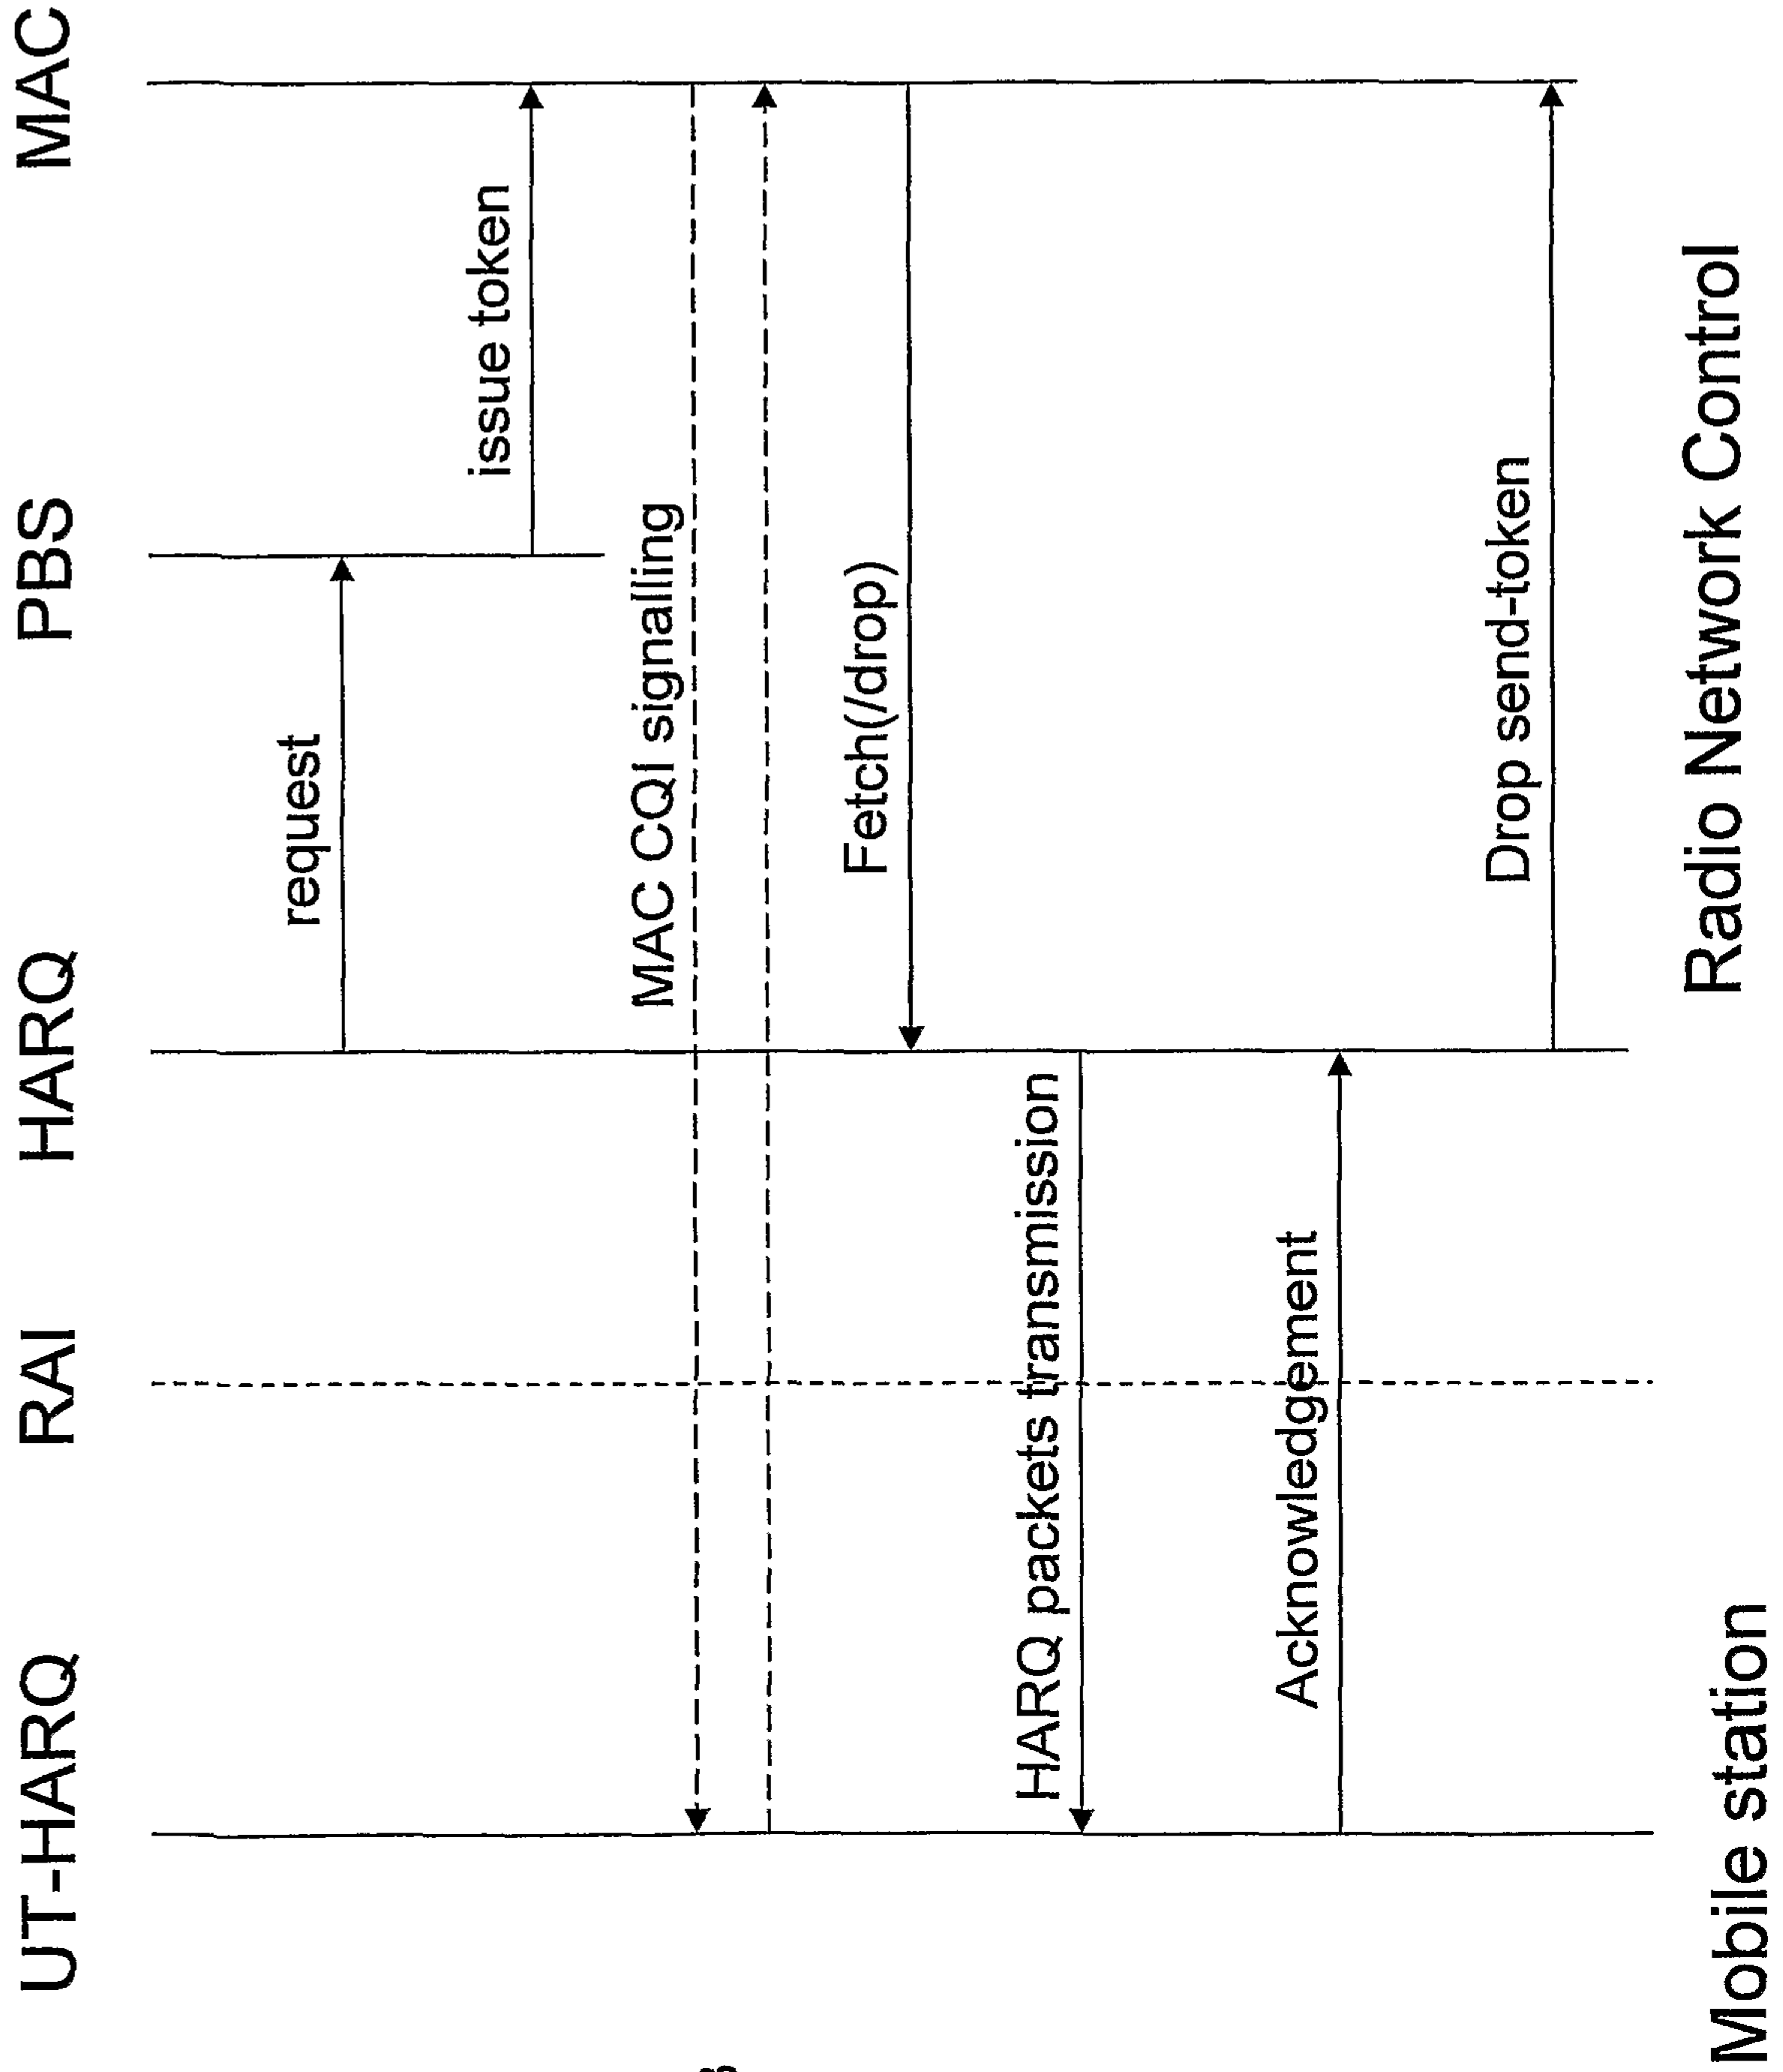 UT-HARQ
RAI
HARQ
PBS
MAC
request
issue token
MAC CQI signalling
Fetch(/drop)
HARQ packets transmission
Acknowledgement
Drop send-token
Mobile station
Radio Network Control